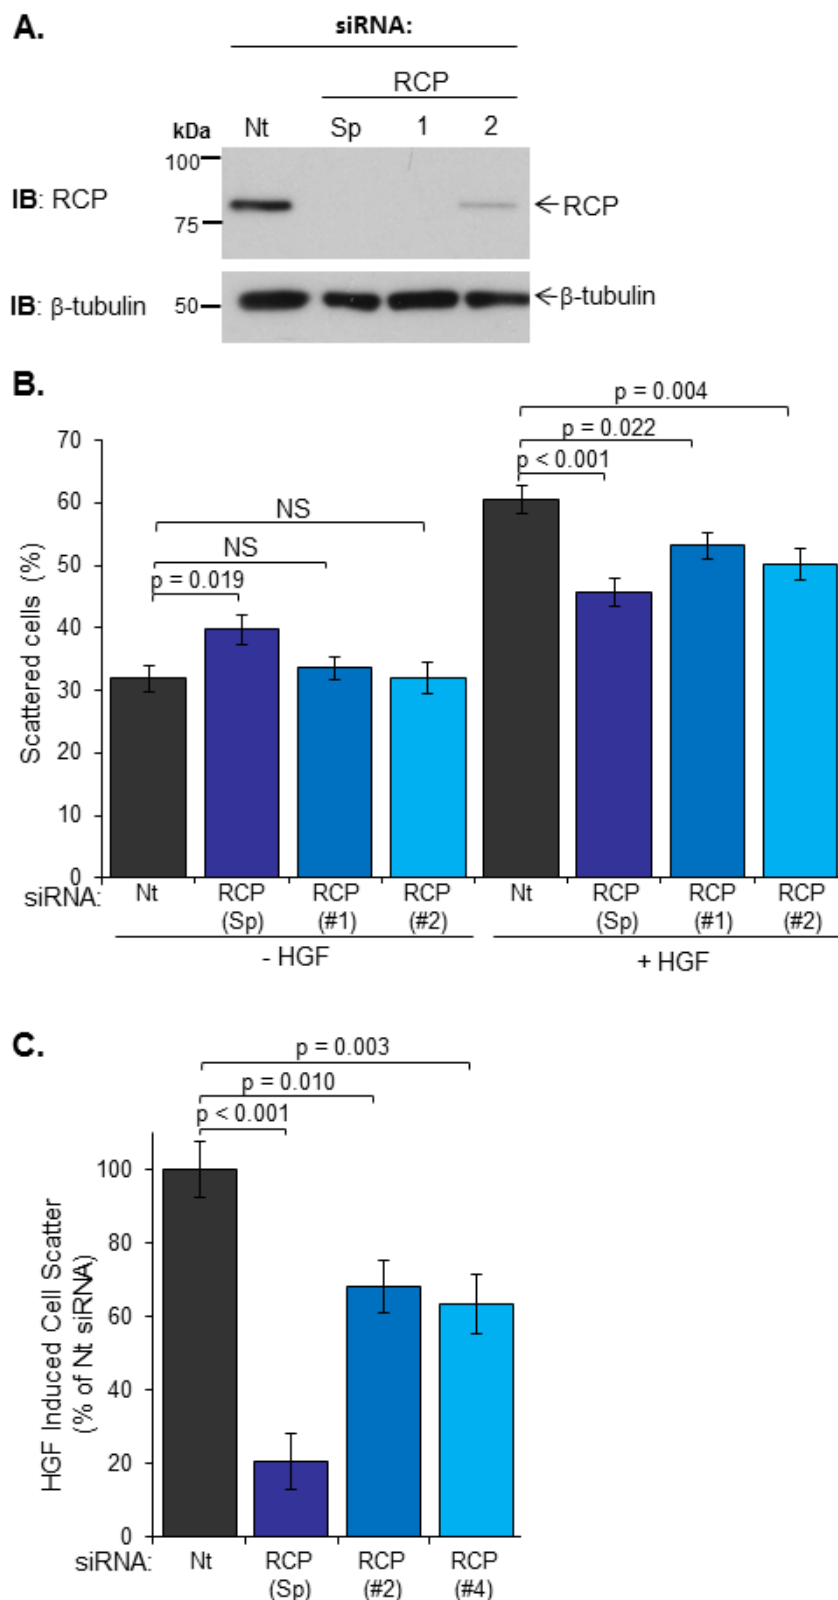 A.
siRNA:
RCP
kDa Nt Sp 1 2
100
IB: RCP
←RCP
75
IB: β-tubulin
50
←β-tubulin
B.
p = 0.004
p = 0.022
p < 0.001
NS
NS
p = 0.019
Scattered cells (%)
70
60
50
40
30
20
10
0
siRNA: Nt RCP (Sp) RCP (#1) RCP (#2) Nt RCP (Sp) RCP (#1) RCP (#2)
- HGF + HGF
C.
p = 0.003
p = 0.010
p < 0.001
HGF Induced Cell Scatter
(% of Nt siRNA)
100
80
60
40
20
0
siRNA: Nt RCP (Sp) RCP (#2) RCP (#4)